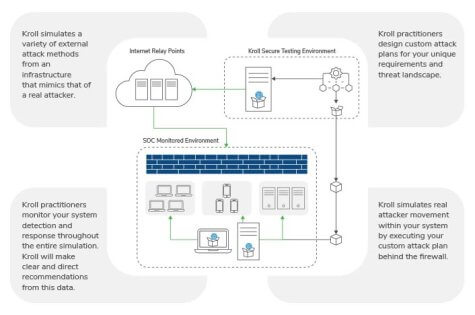 Kroll simulates a
variety of external
attack methods
from an
infrastructure
that mimics that of
a real attacker.
Internet Relay Points
Kroll Secure Testing Environment
Kroll practitioners
design custom attack
plans for your unique
requirements and
threat landscape.
SOC Monitored Environment
Kroll practitioners
monitor your system
detection and
response throughout
the entire simulation.
Kroll will make
clear and direct
recommendations
from this data.
Kroll simulates real
attacker movement
within your system
by executing your
custom attack plan
behind the firewall.